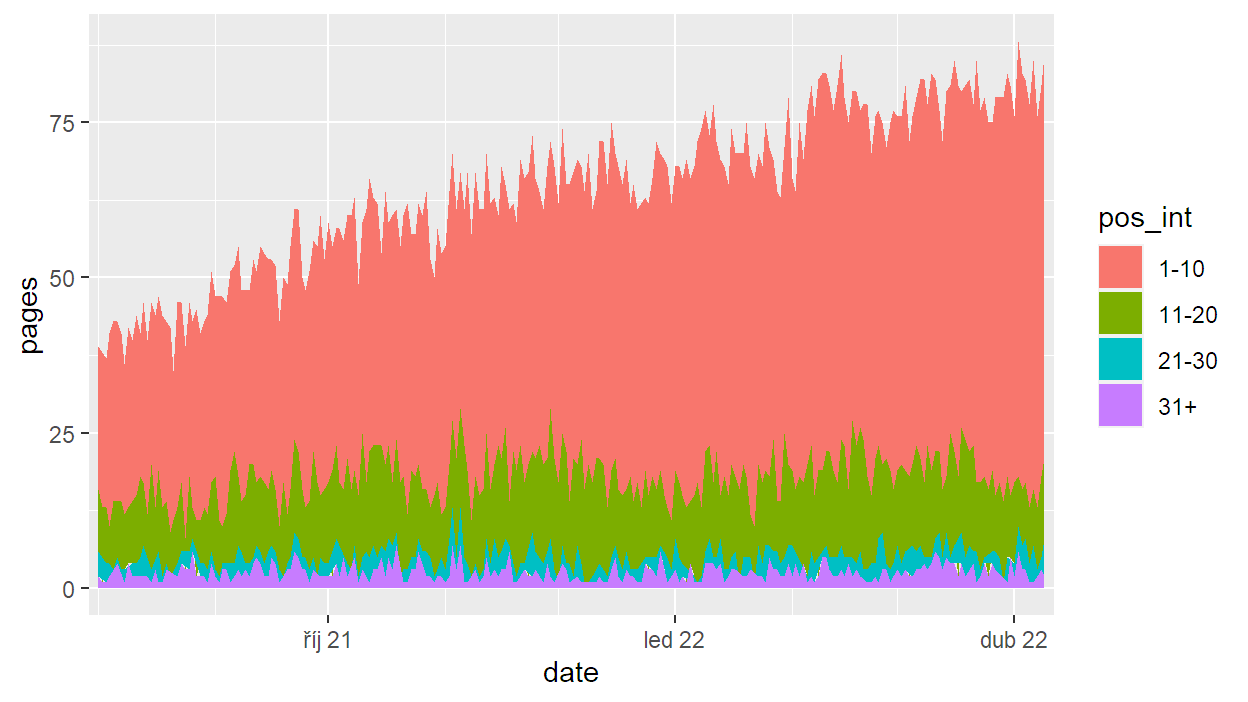 pages
75
50
25
0
říj 21
led 22
dub 22
date
pos_int
1-10
11-20
21-30
31+